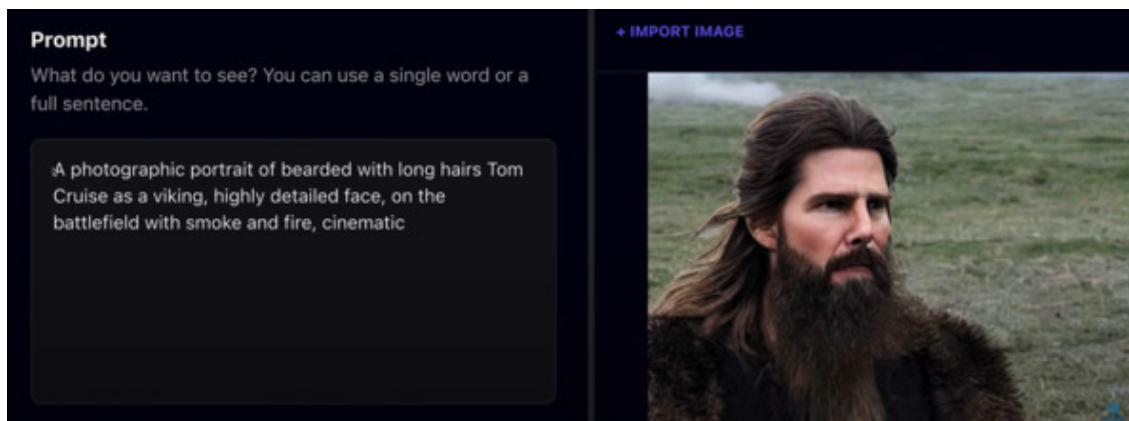 Prompt
What do you want to see? You can use a single word or a
full sentence.
A photographic portrait of bearded with long hairs Tom
Cruise as a viking, highly detailed face, on the
battlefield with smoke and fire, cinematic
+ IMPORT IMAGE